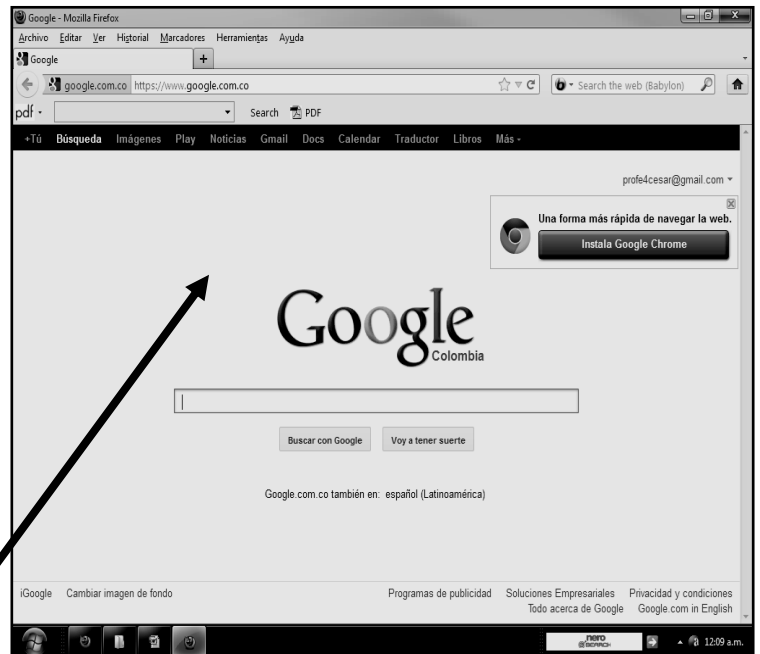 Google - Mozilla Firefox
Archivo Editar Ver Historial Marcadores Herramientas Ayuda
Google +
google.com.co https://www.google.com.co Search the web (Babylon)
pdf Search PDF
+Tú Búsqueda Imágenes Play Noticias Gmail Docs Calendar Traductor Libros Más
profe4cesar@gmail.com
Una forma más rápida de navegar la web.
Instala Google Chrome
Google
Colombia
Buscar con Google Voy a tener suerte
Google.com.co también en: español (Latinoamérica)
iGoogle Cambiar imagen de fondo Programas de publicidad Soluciones Empresariales Privacidad y condiciones
Todo acerca de Google Google.com in English
nero SEARCH 12:09 a.m.